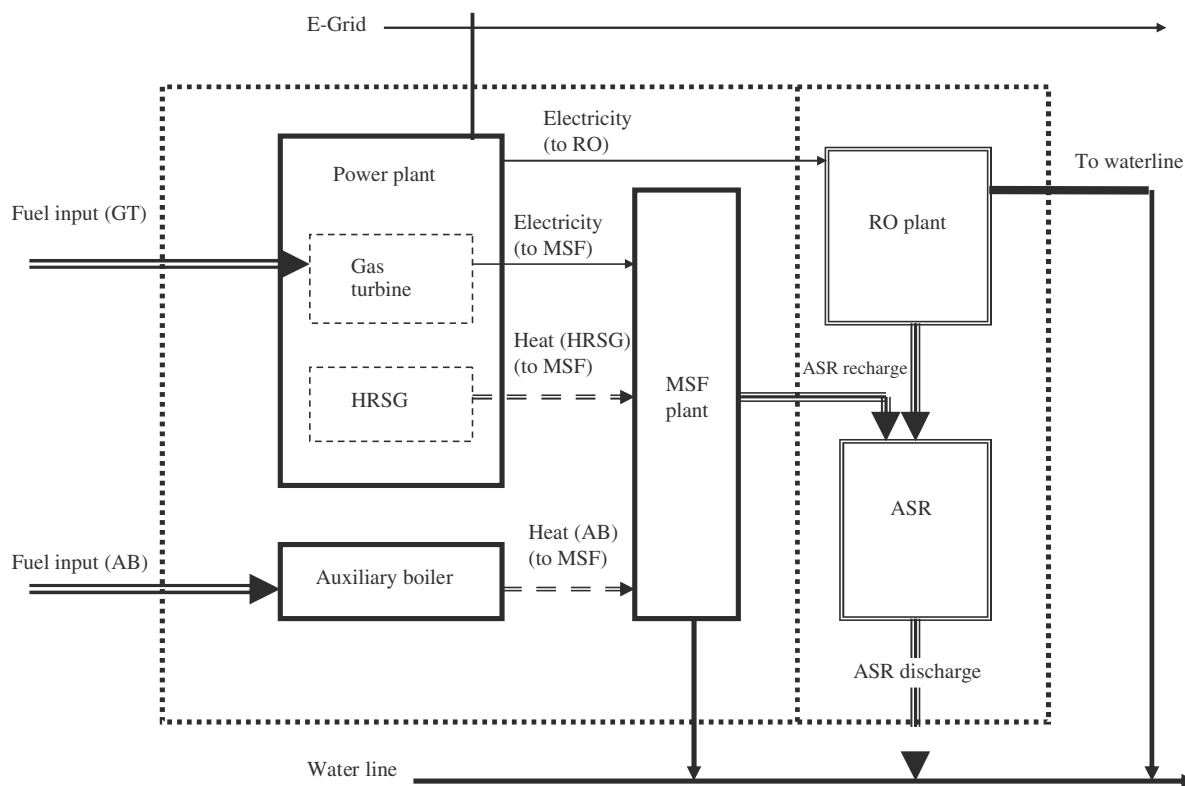 E-Grid
Electricity
(to RO)
To waterline
Power plant
Fuel input (GT)
Electricity
(to MSF)
RO plant
Gas
turbine
Heat (HRSG)
(to MSF)
ASR recharge
HRSG
MSF
plant
ASR
Heat (AB)
(to MSF)
Fuel input (AB)
Auxiliary boiler
ASR discharge
Water line